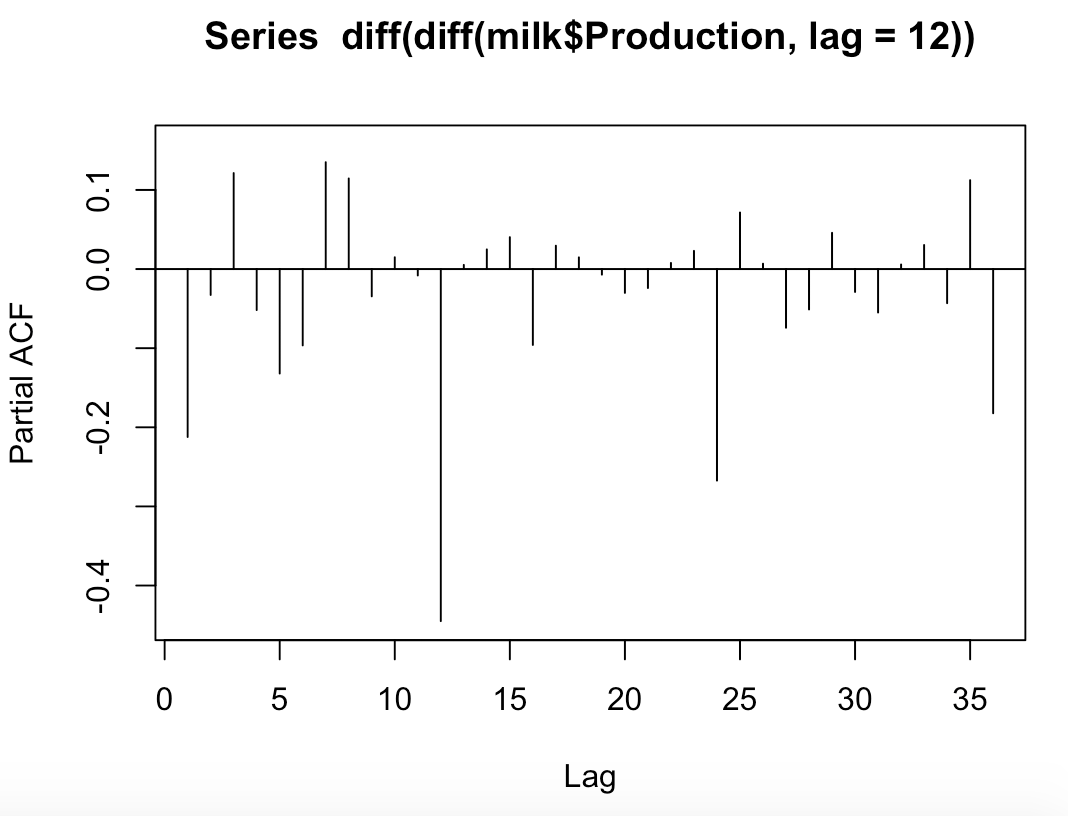 Series  diff(diff(milk$Production, lag = 12))
Partial ACF
0.1
0.0
-0.2
-0.4
0 5 10 15 20 25 30 35
Lag